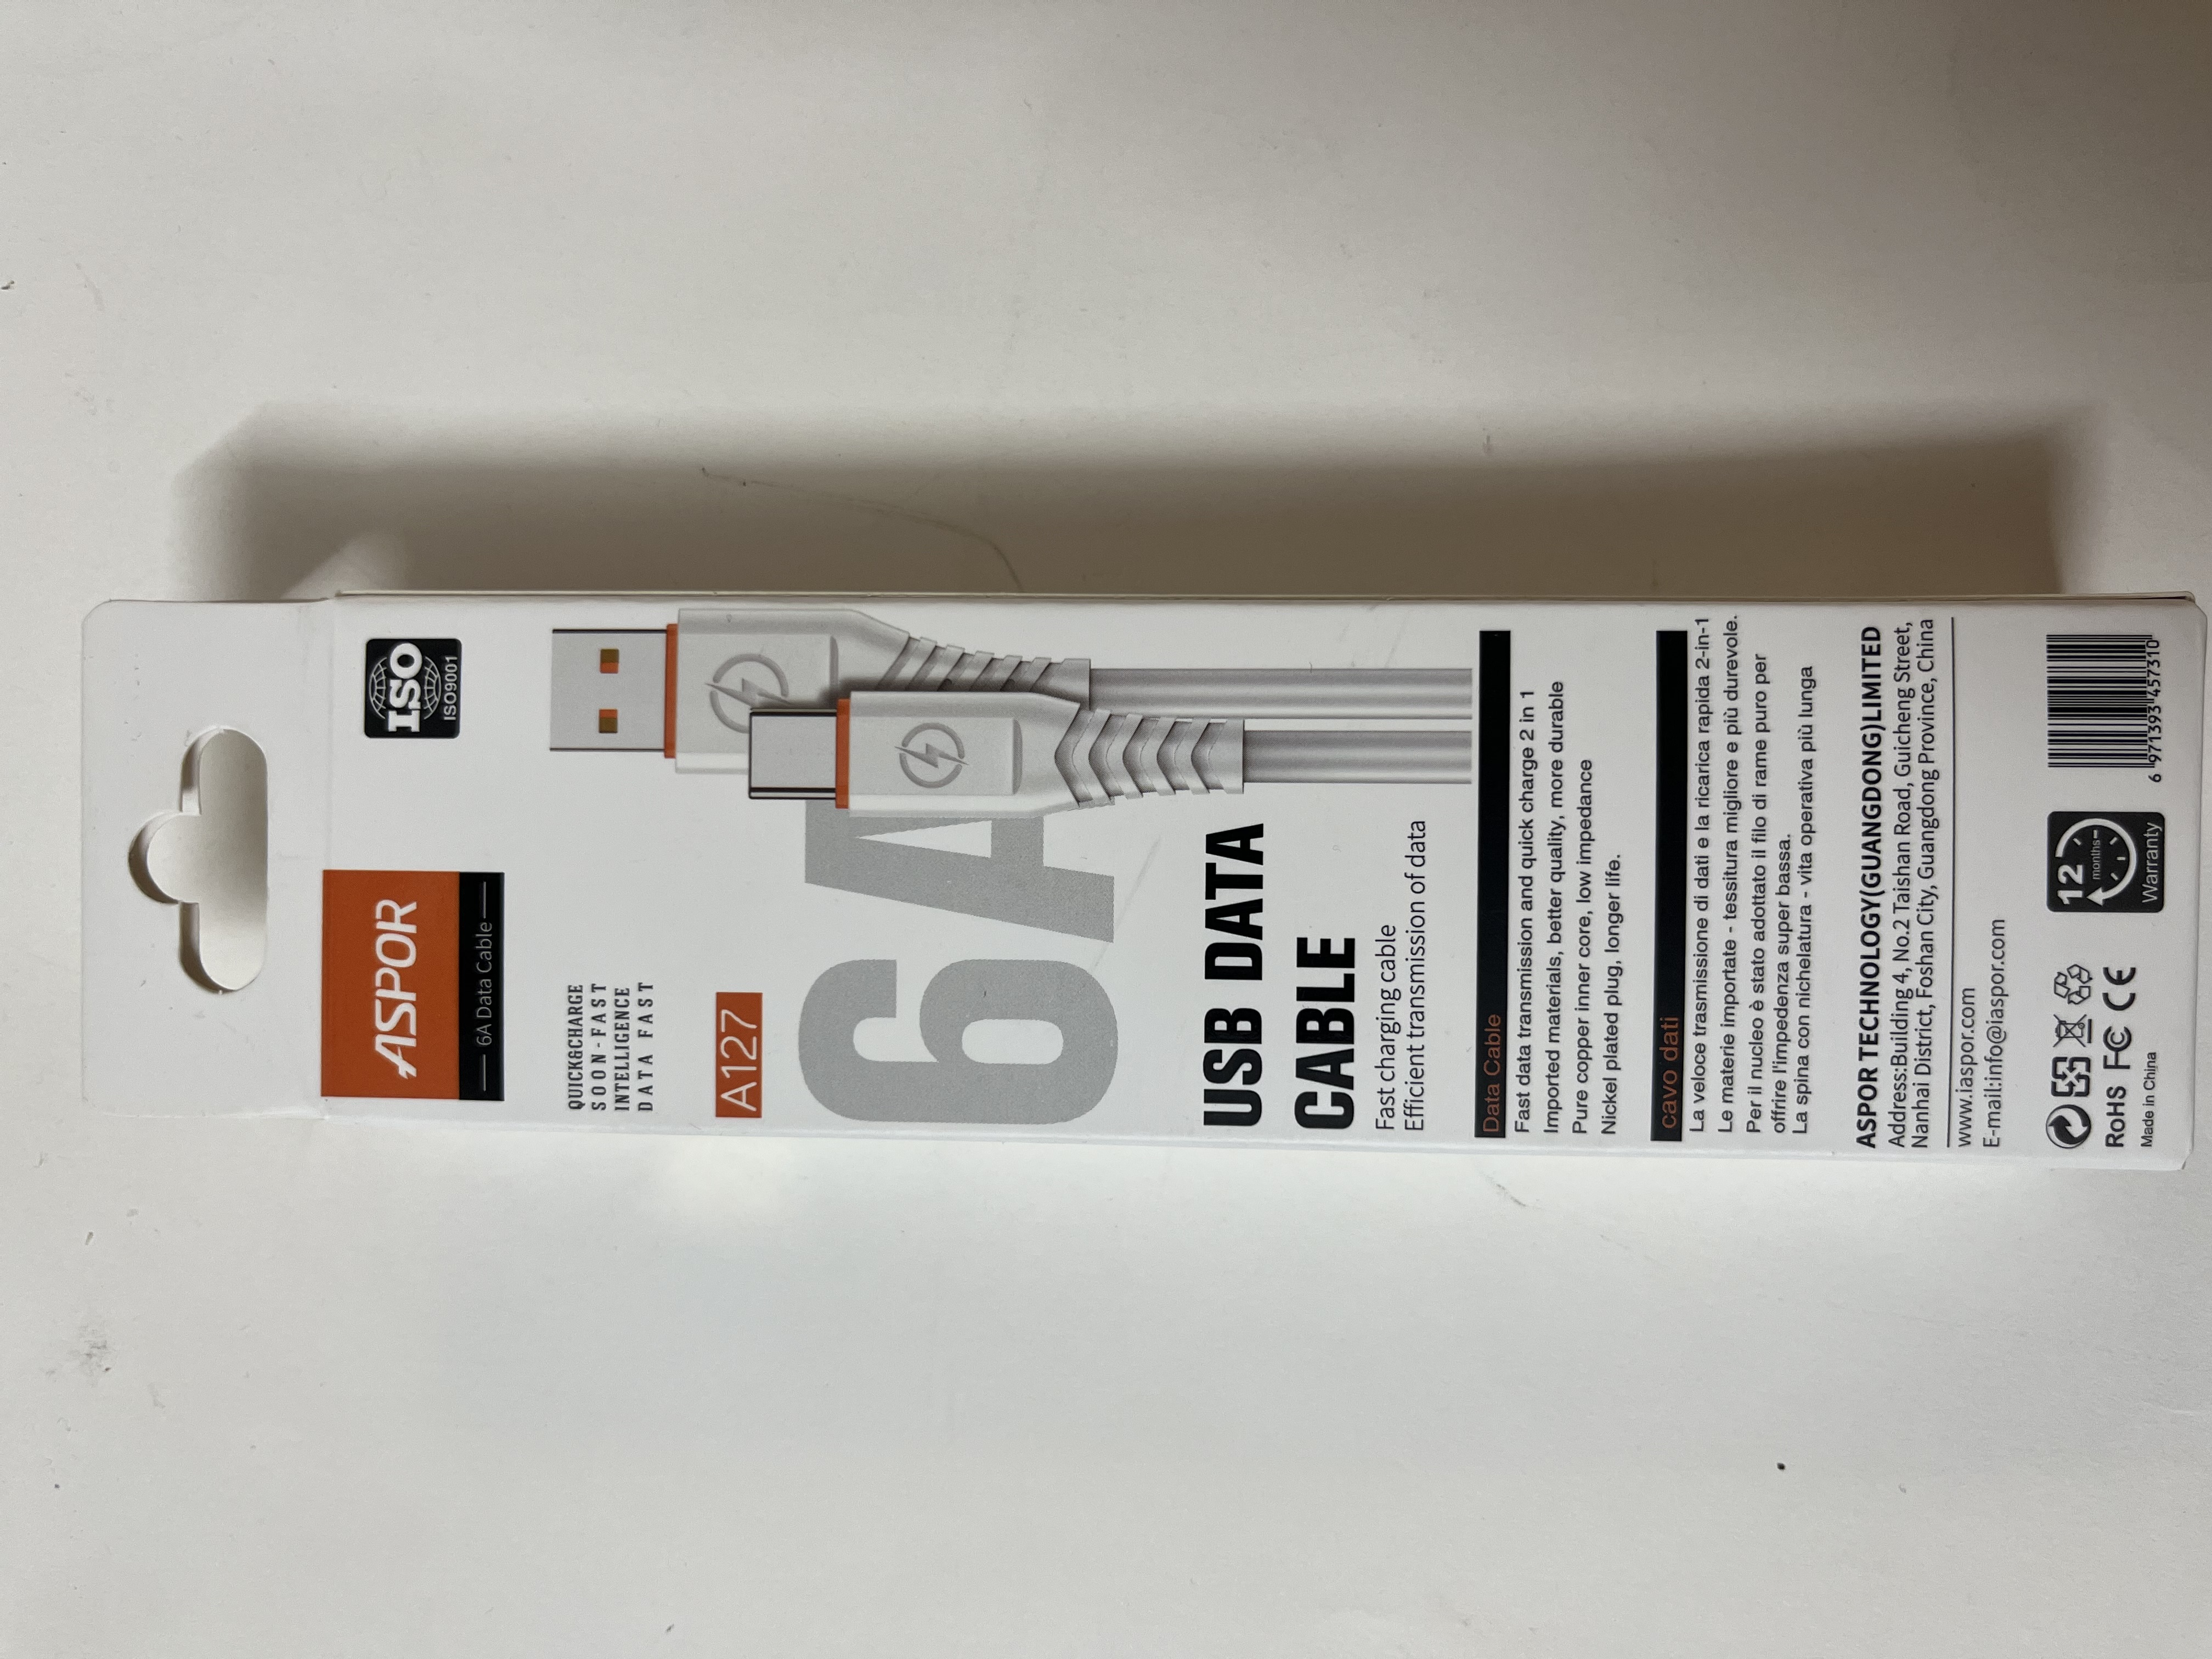 ASPOR
6A Data Cable
ISO
ISO9001
QUICK&CHARGE
SOON-FAST
INTELLIGENCE
DATA FAST
A127
6A
USB DATA
CABLE
Fast charging cable
Efficient transmission of data
Data Cable
Fast data transmission and quick charge 2 in 1
Imported materials, better quality, more durable
Pure copper inner core, low impedance
Nickel plated plug, longer life.
cavo dati
La veloce trasmissione di dati e la ricarica rapida 2-in-1
Le materie importate - tessitura migliore e più durevole.
Per il nucleo è stato adottato il filo di rame puro per
offrire l'impedenza super bassa.
La spina con nichelatura - vita operativa più lunga
ASPOR TECHNOLOGY(GUANGDONG)LIMITED
Address:Building 4, No.2 Taishan Road, Guicheng Street,
Nanhai District, Foshan City, Guangdong Province, China
www.iaspor.com
E-mail:info@iaspor.com
RoHS FC CE
Made in China
12
months
Warranty
6 971393 457310